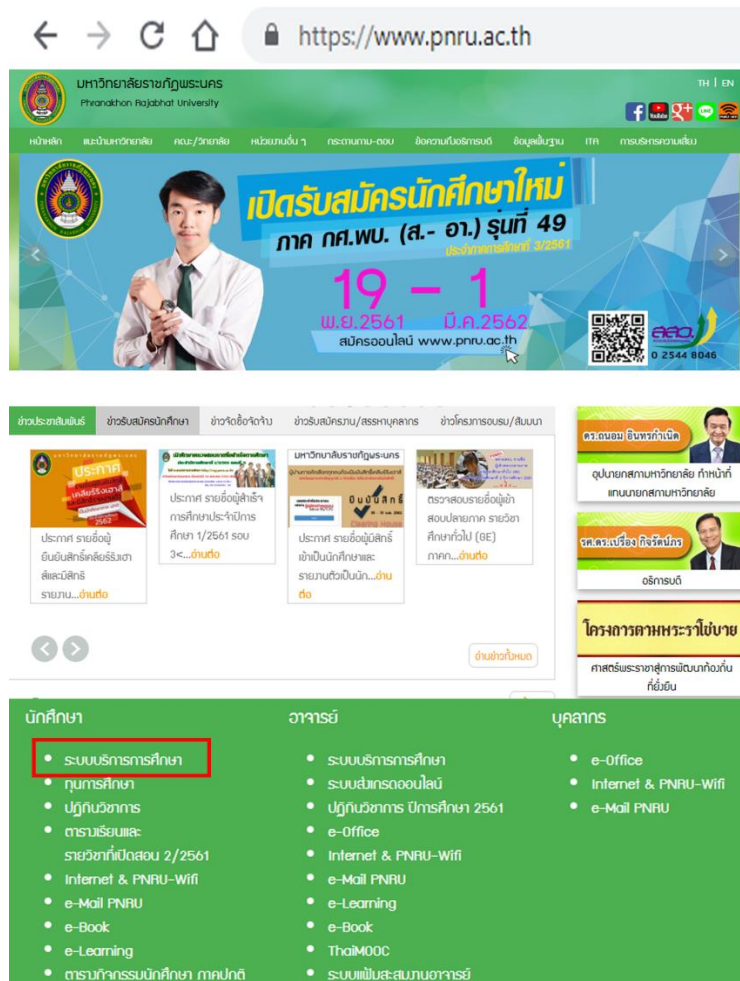 https://www.pnru.ac.th
มหาวิทยาลัยราชภัฏพระนคร
Phranakhon Rajabhat University
TH | EN
หน้าหลัก แนะนำมหาวิทยาลัย คณะ/วิทยาลัย หน่วยงานอื่น ๆ กระดานถาม-ตอบ ข้อความถึงอธิการบดี ข้อมูลพื้นฐาน ITA การบริหารความเสี่ยง
เปิดรับสมัครนักศึกษาใหม่
ภาค กศ.พบ. (ส.- อา.) รุ่นที่ 49
ประจำภาคการศึกษาที่ 3/2561
19 – 1
พ.ย.2561 มี.ค.2562
สมัครออนไลน์ www.pnru.ac.th
สสว.
0 2544 8046
ข่าวประชาสัมพันธ์ ข่าวรับสมัครนักศึกษา ข่าวจัดซื้อจัดจ้าง ข่าวรับสมัครงาน/สรรหาบุคลากร ข่าวโครงการอบรม/สัมมนา
ประกาศ
ประกาศ รายชื่อผู้
ยืนยันสิทธิ์เคลียร์ริงเฮา
ส์และมีสิทธิ
รายงาน...อ่านต่อ
ประกาศ รายชื่อผู้สำเร็จ
การศึกษาประจำปีการ
ศึกษา 1/2561 รอบ
3<...อ่านต่อ
มหาวิทยาลัยราชภัฏพระนคร
ยืนยันสิทธิ์
Clearing House
ประกาศ รายชื่อผู้มีสิทธิ์
เข้าเป็นนักศึกษาและ
รายงานตัวเป็นนัก...อ่าน
ต่อ
ตรวจสอบรายชื่อผู้เข้า
สอบปลายภาค รายวิชา
ศึกษาทั่วไป (GE)
ภาคก...อ่านต่อ
อ่านข่าวทั้งหมด
ดร.ถนอม อินทรกำเนิด
อุปนายกสภามหาวิทยาลัย ทำหน้าที่
แทนนายกสภามหาวิทยาลัย
รศ.ดร.เปรื่อง กิจรัตน์ภร
อธิการบดี
โครงการตามพระราโชบาย
ศาสตร์พระราชาสู่การพัฒนาท้องถิ่น
ที่ยั่งยืน
นักศึกษา
ระบบบริการการศึกษา
ทุนการศึกษา
ปฏิทินวิชาการ
ตารางเรียนและ
รายวิชาที่เปิดสอน 2/2561
Internet & PNRU-Wifi
e-Mail PNRU
e-Book
e-Learning
ตารางกิจกรรมนักศึกษา ภาคปกติ
อาจารย์
ระบบบริการการศึกษา
ระบบส่งเกรดออนไลน์
ปฏิทินวิชาการ ปีการศึกษา 2561
e-Office
Internet & PNRU-Wifi
e-Mail PNRU
e-Learning
e-Book
ThaiMOOC
ระบบแฟ้มสะสมงานอาจารย์
บุคลากร
e-Office
Internet & PNRU-Wifi
e-Mail PNRU